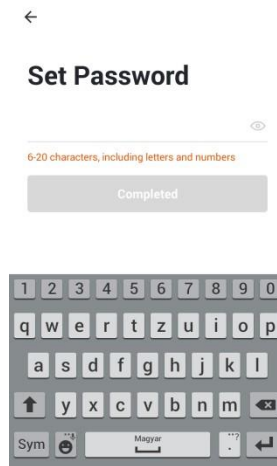 Set Password
6-20 characters, including letters and numbers
Completed
1 2 3 4 5 6 7 8 9 0
q w e r t z u i o p
a s d f g h j k l
y x c v b n m
Sym Magyar . ,,?